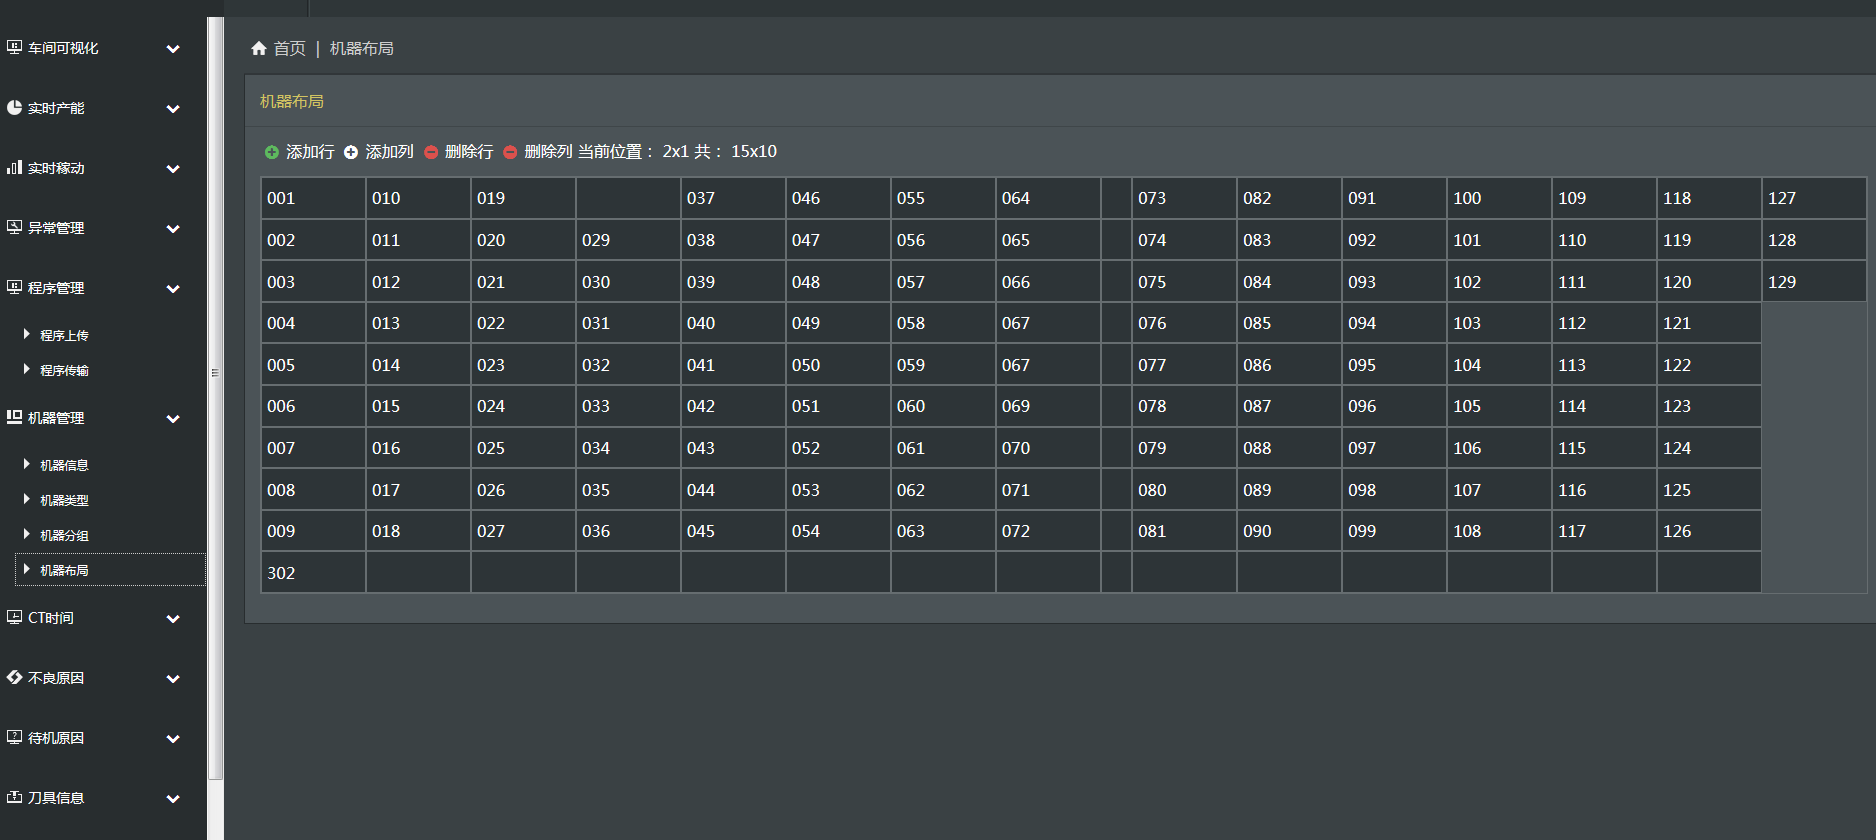 车间可视化
实时产能
实时稼动
异常管理
程序管理
程序上传
程序传输
机器管理
机器信息
机器类型
机器分组
机器布局
CT时间
不良原因
待机原因
刀具信息
首页 | 机器布局
机器布局
添加行 添加列 删除行 删除列 当前位置： 2x1 共： 15x10
001 010 019 037 046 055 064 073 082 091 100 109 118 127
002 011 020 029 038 047 056 065 074 083 092 101 110 119 128
003 012 021 030 039 048 057 066 075 084 093 102 111 120 129
004 013 022 031 040 049 058 067 076 085 094 103 112 121
005 014 023 032 041 050 059 067 077 086 095 104 113 122
006 015 024 033 042 051 060 069 078 087 096 105 114 123
007 016 025 034 043 052 061 070 079 088 097 106 115 124
008 017 026 035 044 053 062 071 080 089 098 107 116 125
009 018 027 036 045 054 063 072 081 090 099 108 117 126
302